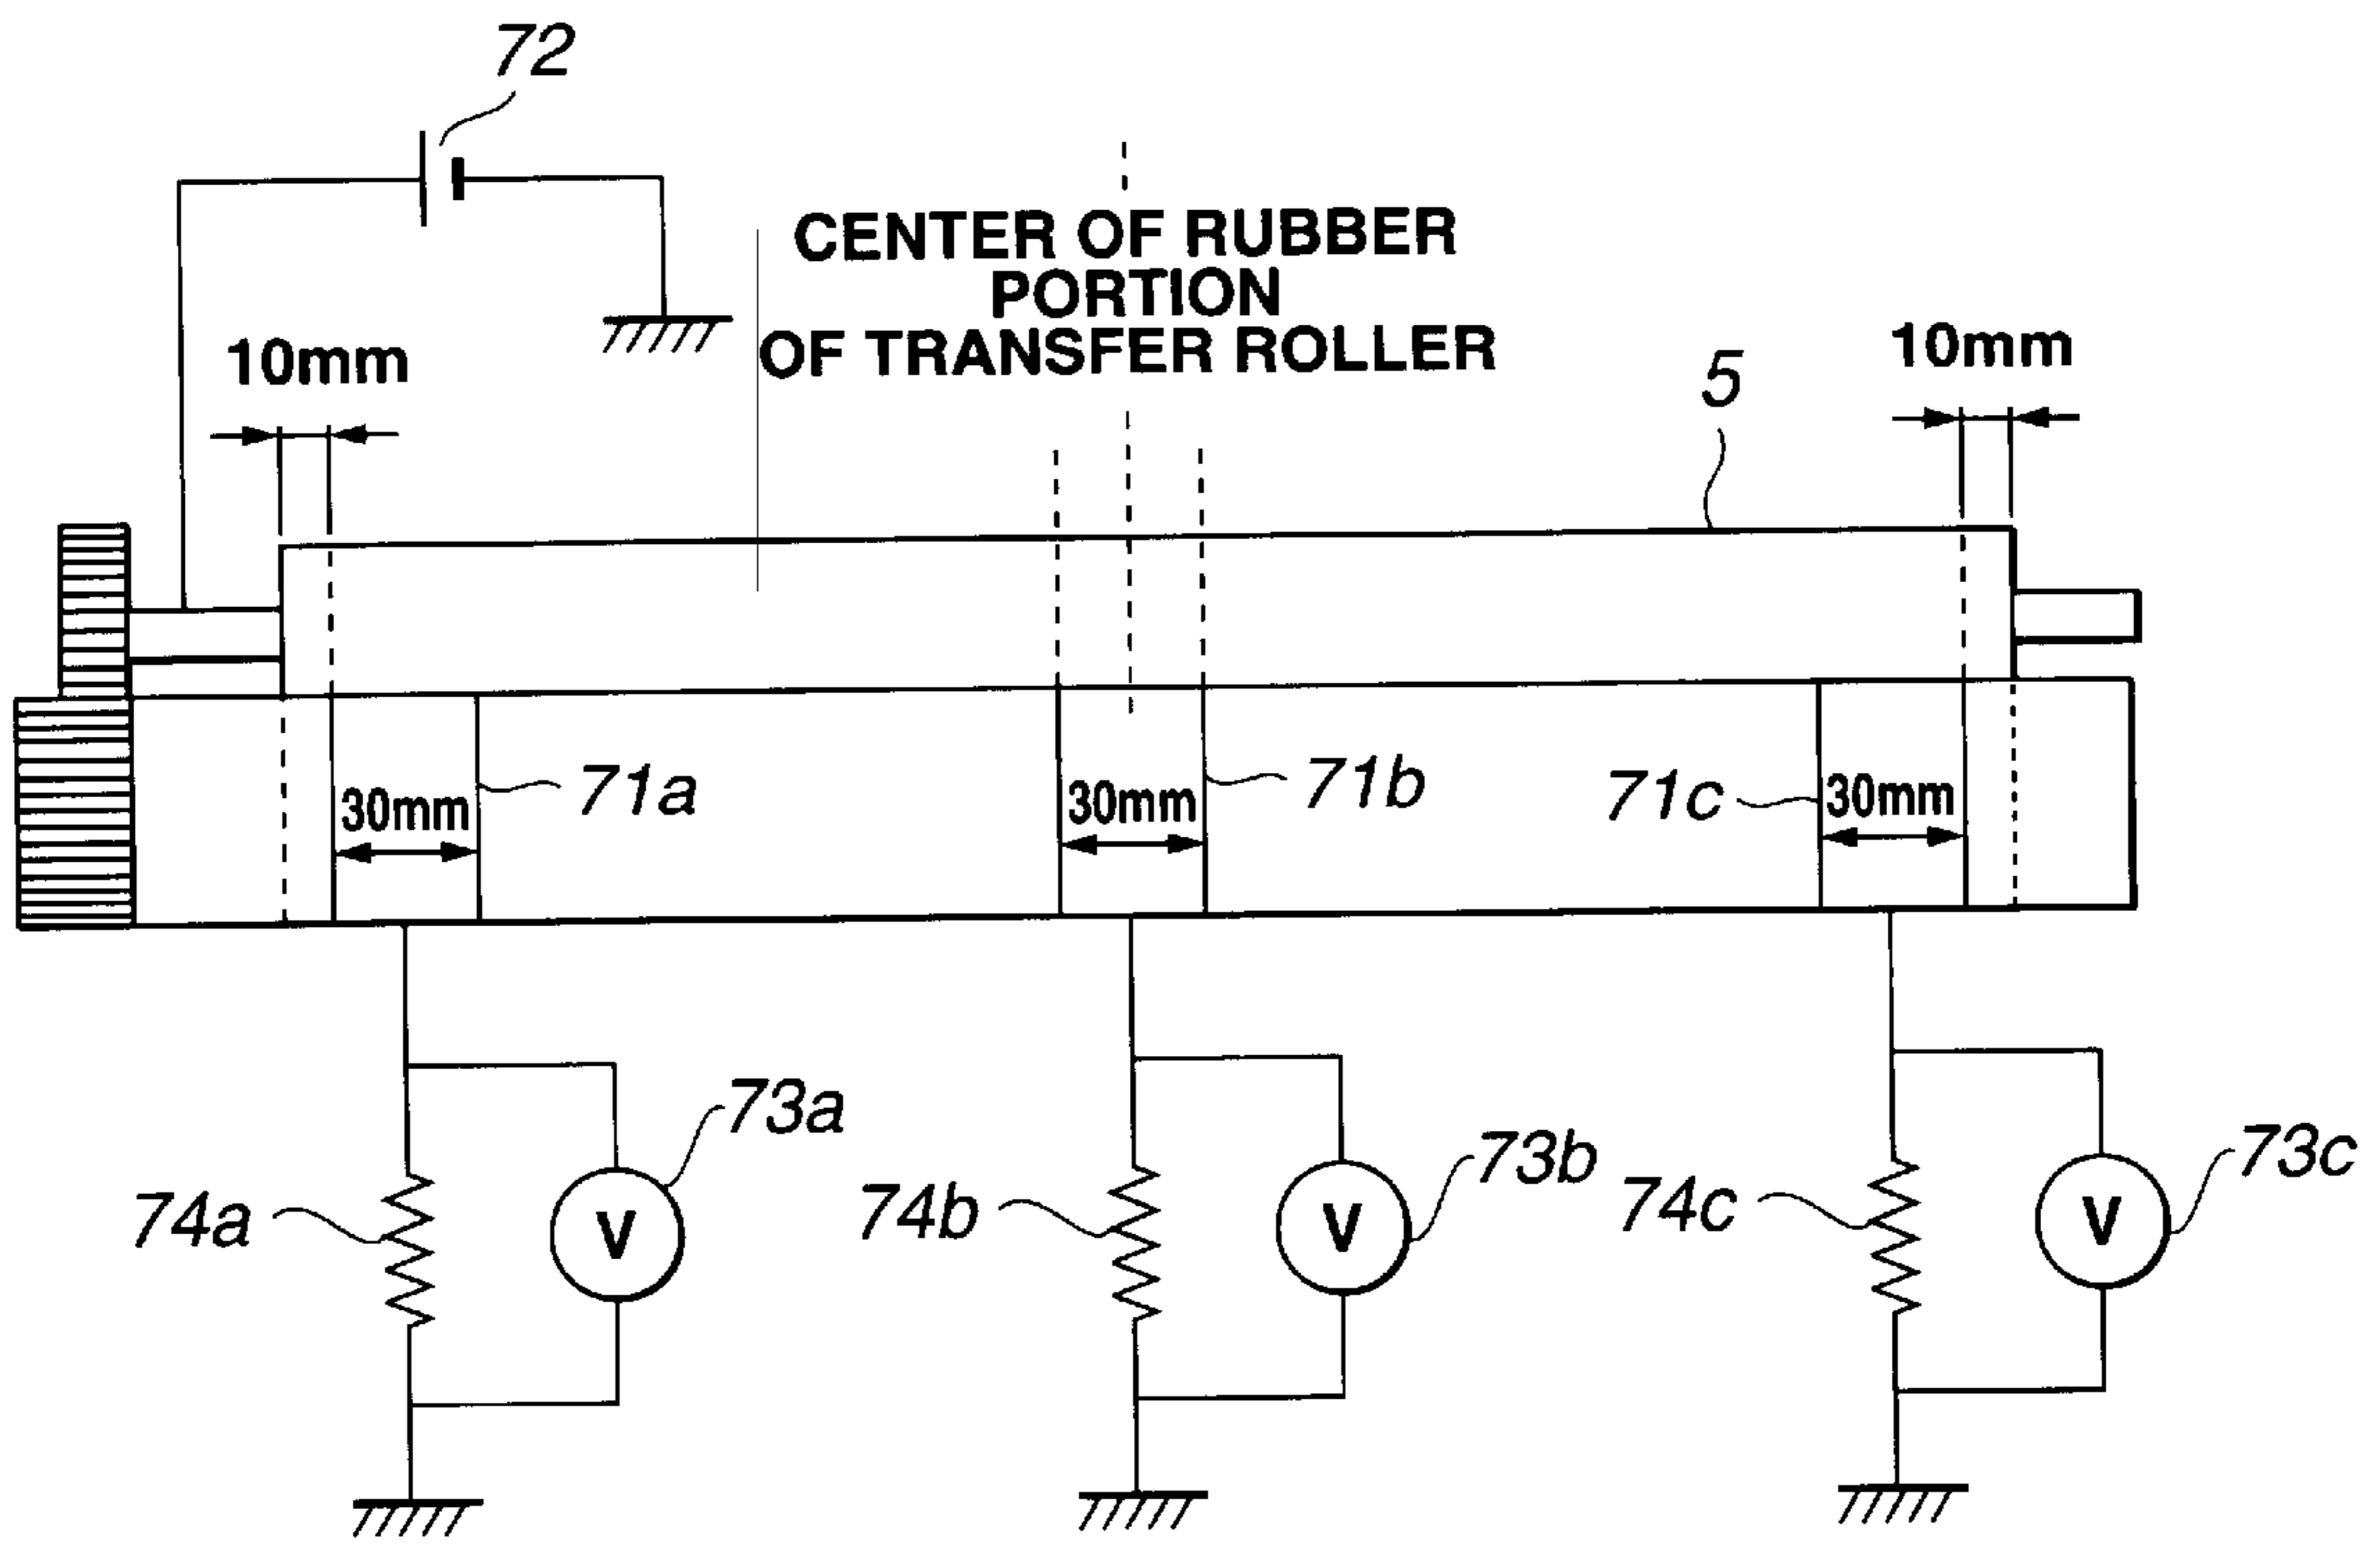 72
CENTER OF RUBBER
PORTION
OF TRANSFER ROLLER
10mm
10mm
5
71a
71b
71c
30mm
30mm
30mm
73a
73b
73c
74a
74b
74c
V
V
V